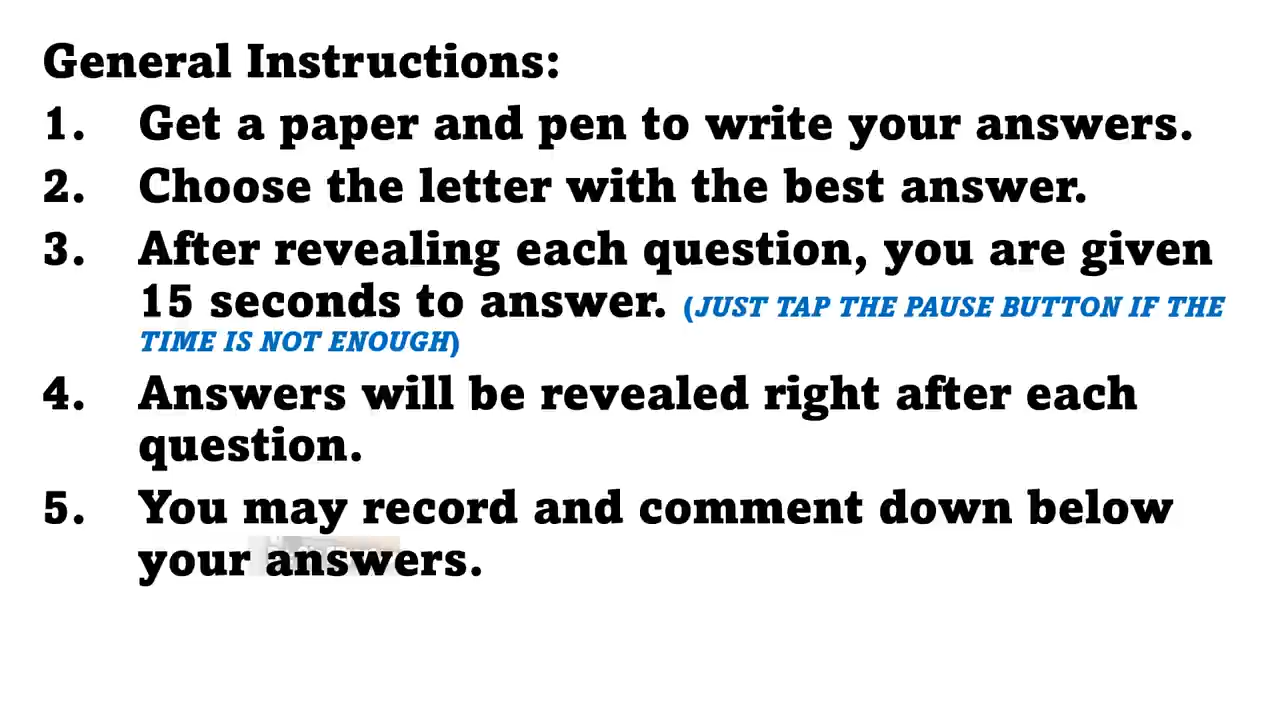 General Instructions:
1. Get a paper and pen to write your answers.
2. Choose the letter with the best answer.
3. After revealing each question, you are given
15 seconds to answer. (JUST TAP THE PAUSE BUTTON IF THE
TIME IS NOT ENOUGH)
4. Answers will be revealed right after each
question.
5. You may record and comment down below
your answers.